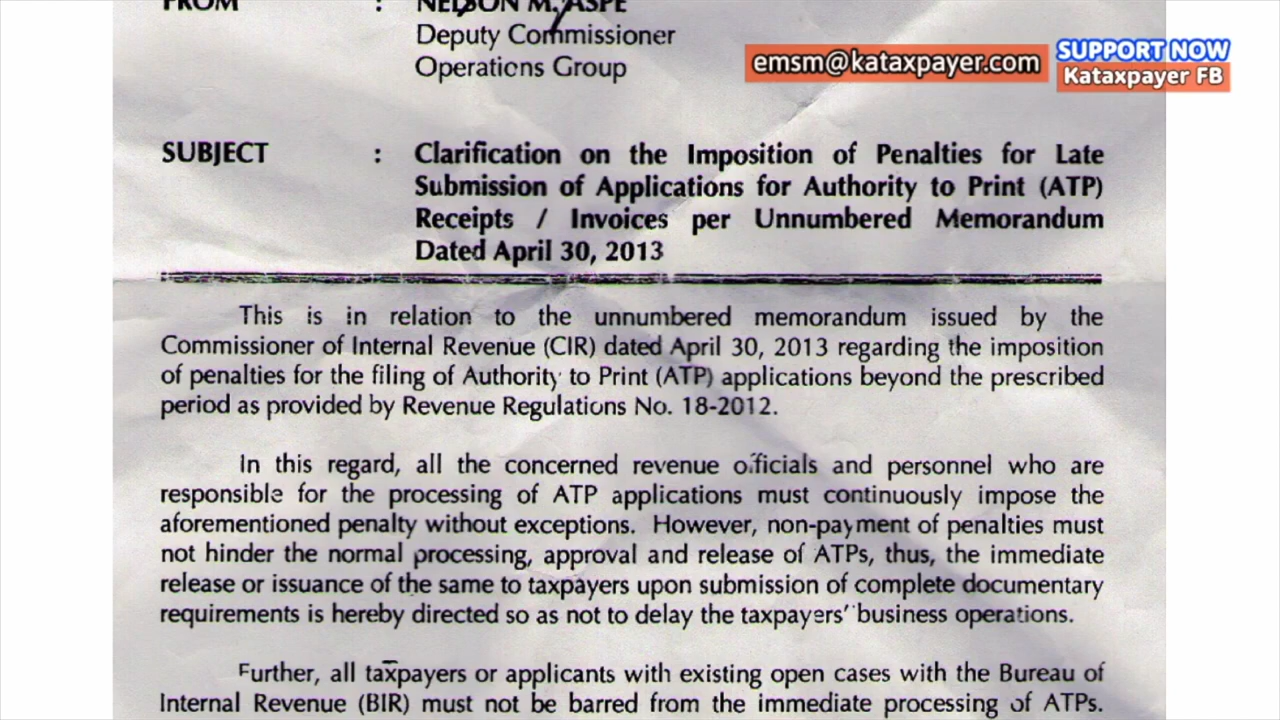 FROM : NELSON M. ASPE
Deputy Commissioner
Operations Group
emsm@kataxpayer.com
SUPPORT NOW
Kataxpayer FB
SUBJECT : Clarification on the Imposition of Penalties for Late
Submission of Applications for Authority to Print (ATP)
Receipts / Invoices per Unnumbered Memorandum
Dated April 30, 2013
This is in relation to the unnumbered memorandum issued by the
Commissioner of Internal Revenue (CIR) dated April 30, 2013 regarding the imposition
of penalties for the filing of Authority to Print (ATP) applications beyond the prescribed
period as provided by Revenue Regulations No. 18-2012.
In this regard, all the concerned revenue officials and personnel who are
responsible for the processing of ATP applications must continuously impose the
aforementioned penalty without exceptions. However, non-payment of penalties must
not hinder the normal processing, approval and release of ATPs, thus, the immediate
release or issuance of the same to taxpayers upon submission of complete documentary
requirements is hereby directed so as not to delay the taxpayers' business operations.
Further, all taxpayers or applicants with existing open cases with the Bureau of
Internal Revenue (BIR) must not be barred from the immediate processing of ATPs.